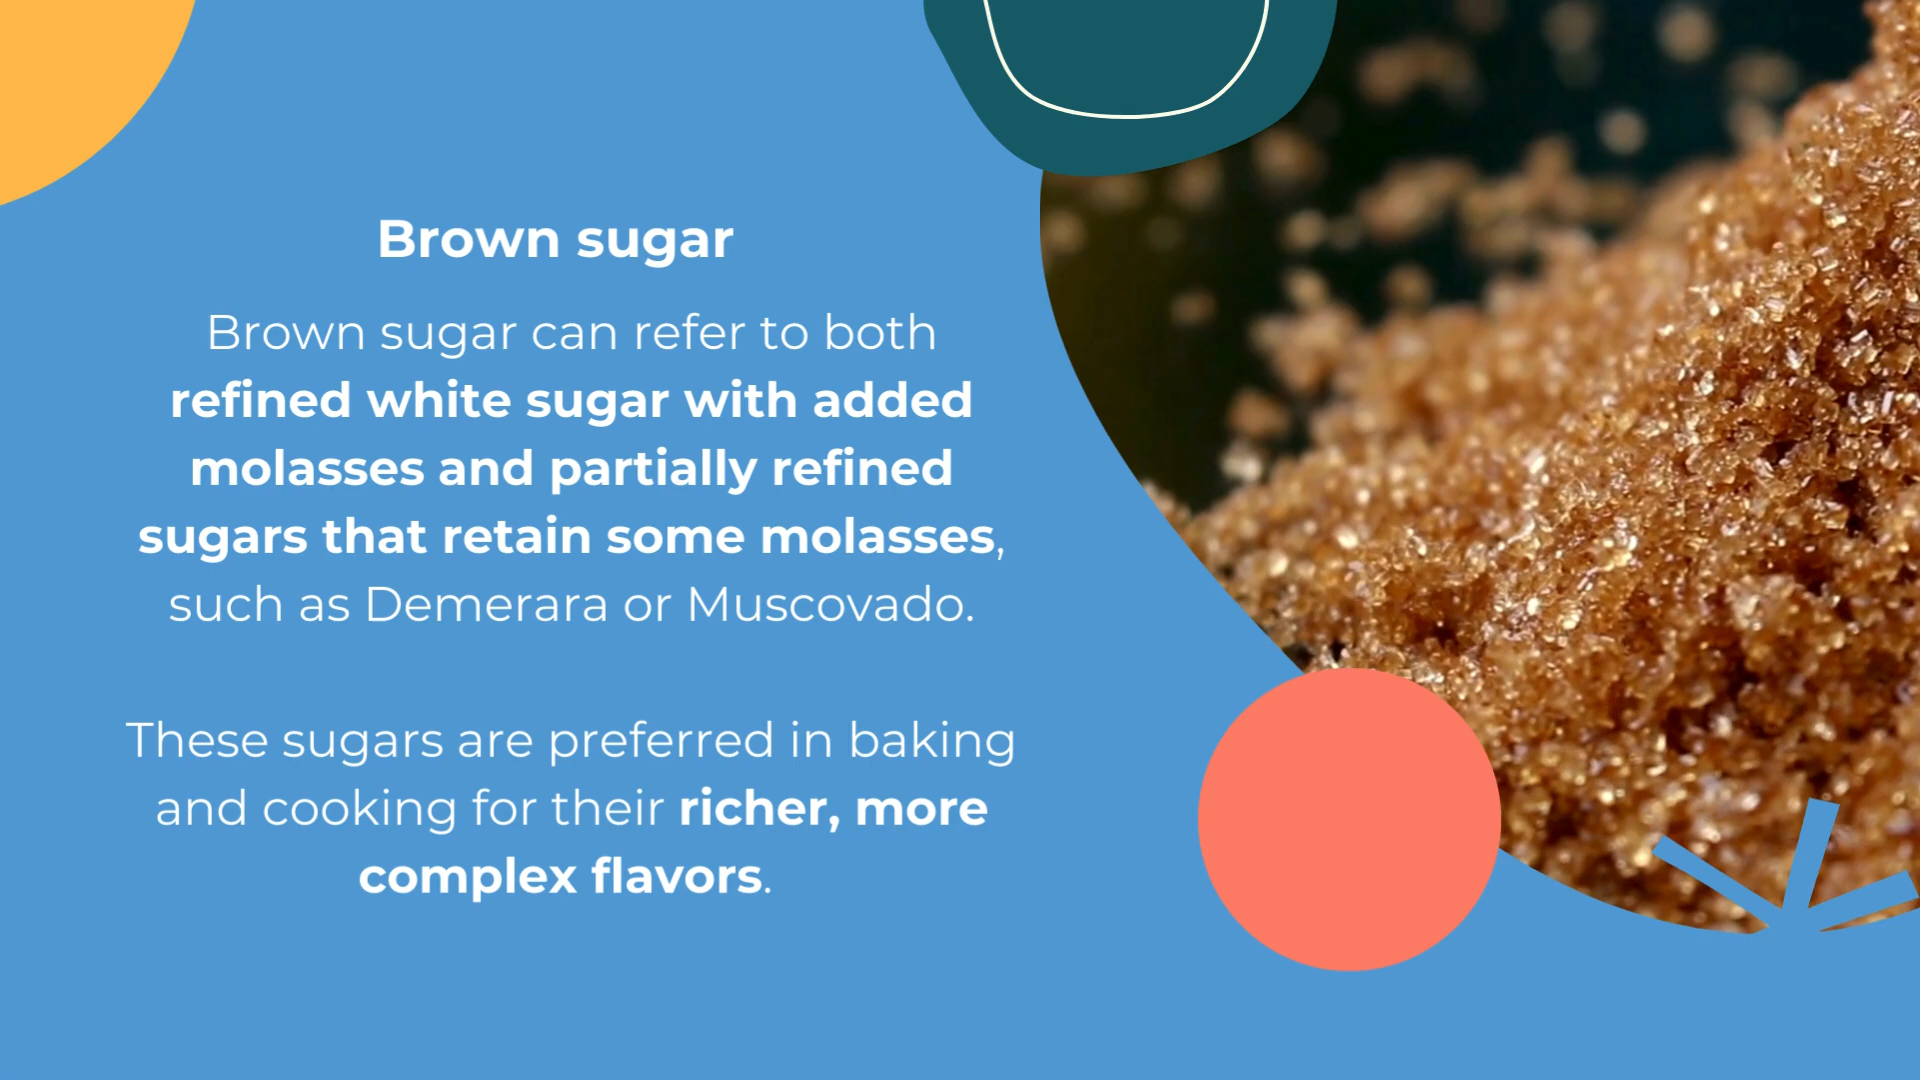 Brown sugar
Brown sugar can refer to both
refined white sugar with added
molasses and partially refined
sugars that retain some molasses,
such as Demerara or Muscovado.
These sugars are preferred in baking
and cooking for their richer, more
complex flavors.